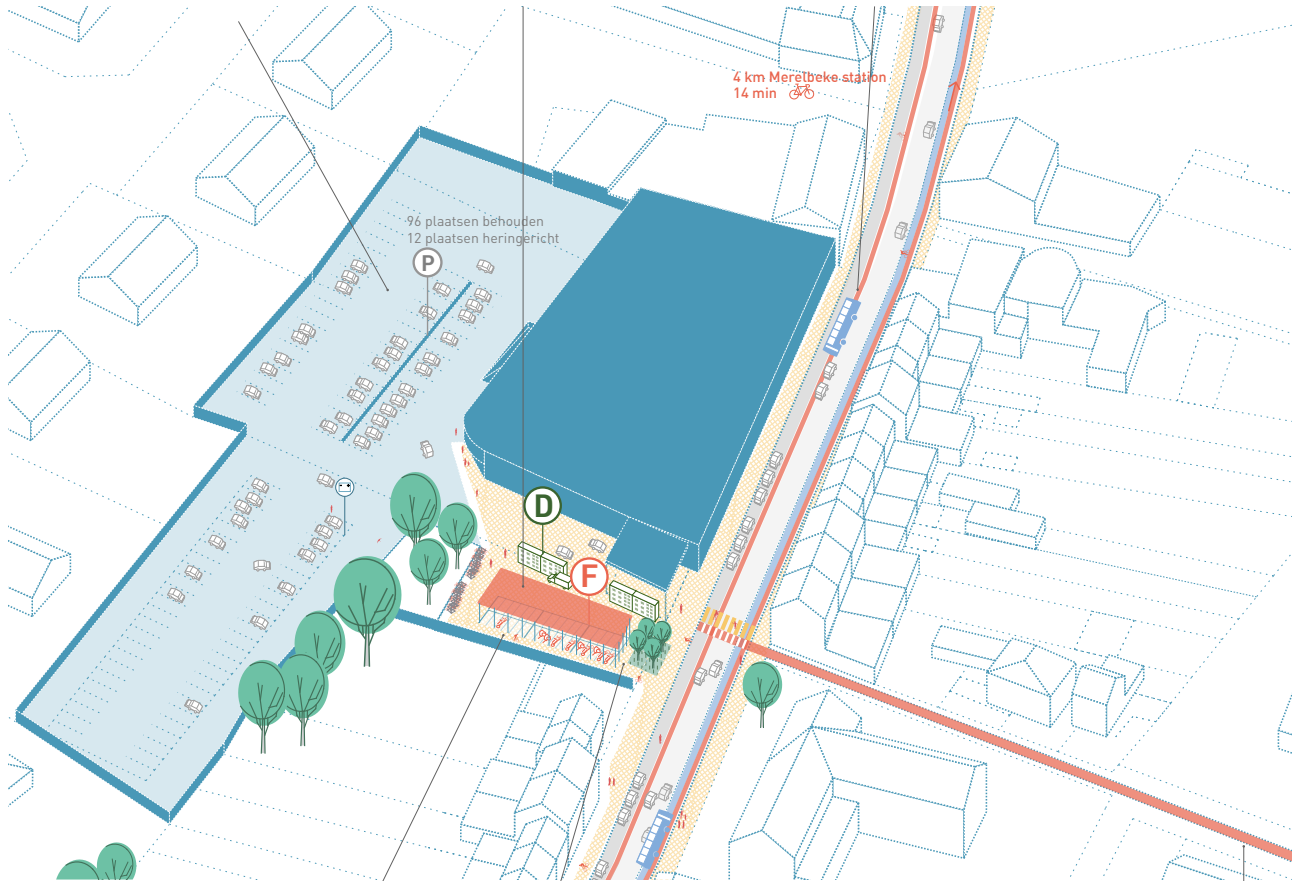 4 km Merelbeke station
14 min
96 plaatsen behouden
12 plaatsen heringericht
P
D
F